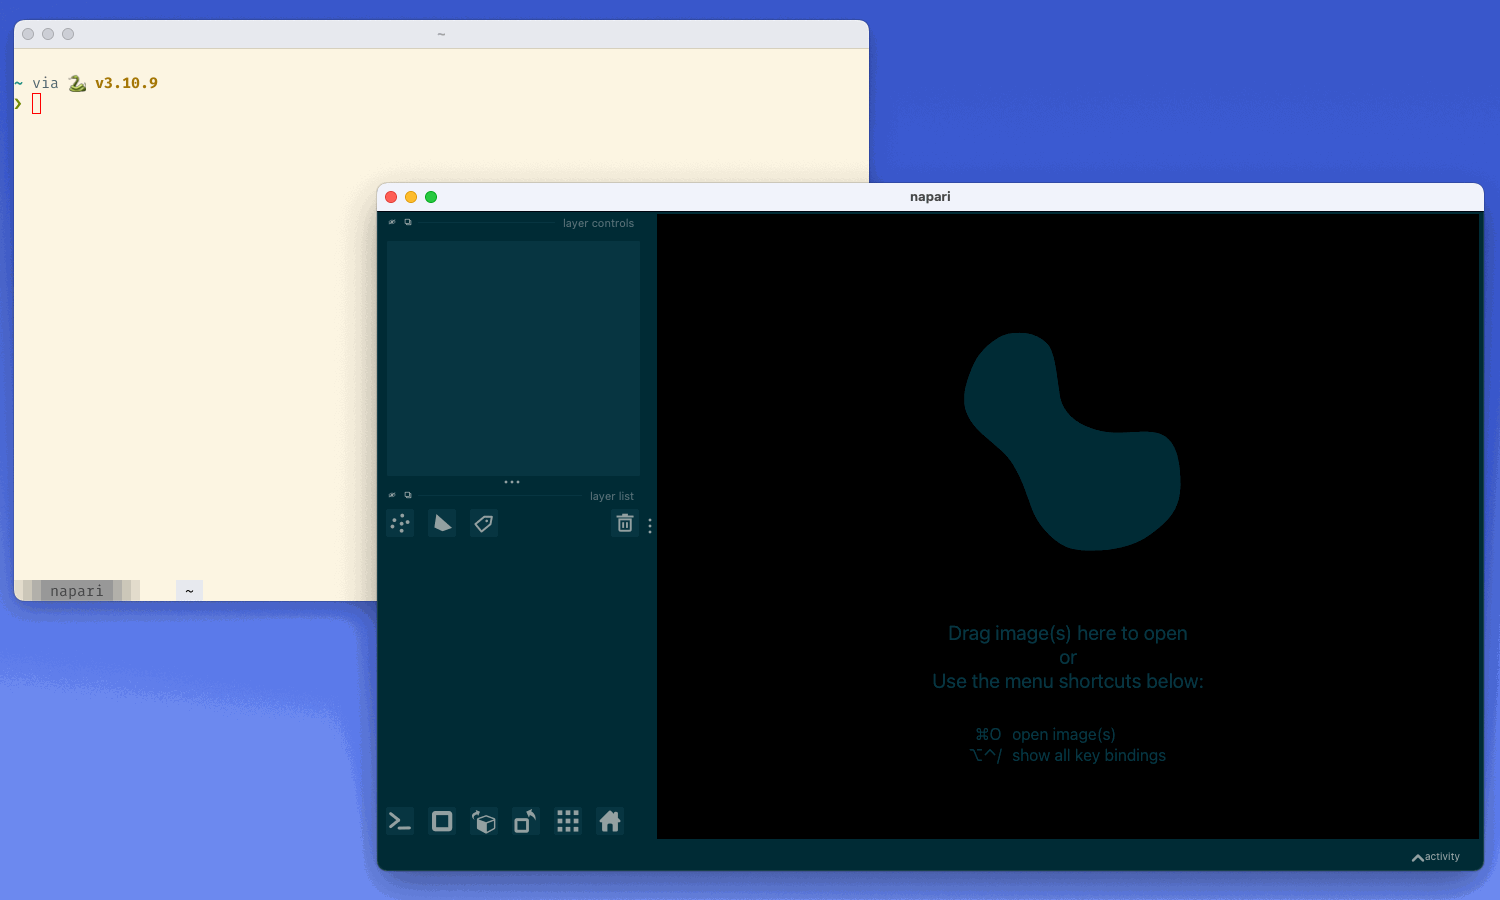 ~
~ via 🐍 v3.10.9
❯
napari ~
napari
layer controls
layer list
Drag image(s) here to open
or
Use the menu shortcuts below:
⌘O open image(s)
⌥^/ show all key bindings
activity